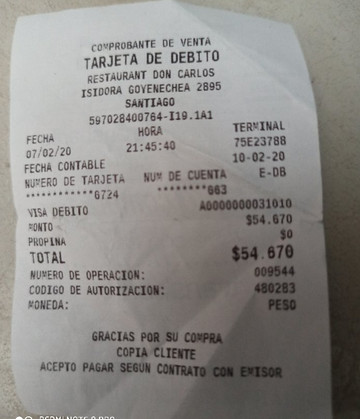 COMPROBANTE DE VENTA
TARJETA DE DEBITO
RESTAURANT DON CARLOS
ISIDORA GOYENECHEA 2895
SANTIAGO
597028400764-I19.1A1
FECHA HORA TERMINAL
07/02/20 21:45:40 75E23788
FECHA CONTABLE 10-02-20
NUMERO DE TARJETA NUM DE CUENTA E-DB
***********6724 ********663
VISA DEBITO A0000000031010
MONTO $54.670
PROPINA $0
TOTAL $54.670
NUMERO DE OPERACION: 009544
CODIGO DE AUTORIZACION: 480283
MONEDA: PESO
GRACIAS POR SU COMPRA
COPIA CLIENTE
ACEPTO PAGAR SEGUN CONTRATO CON EMISOR